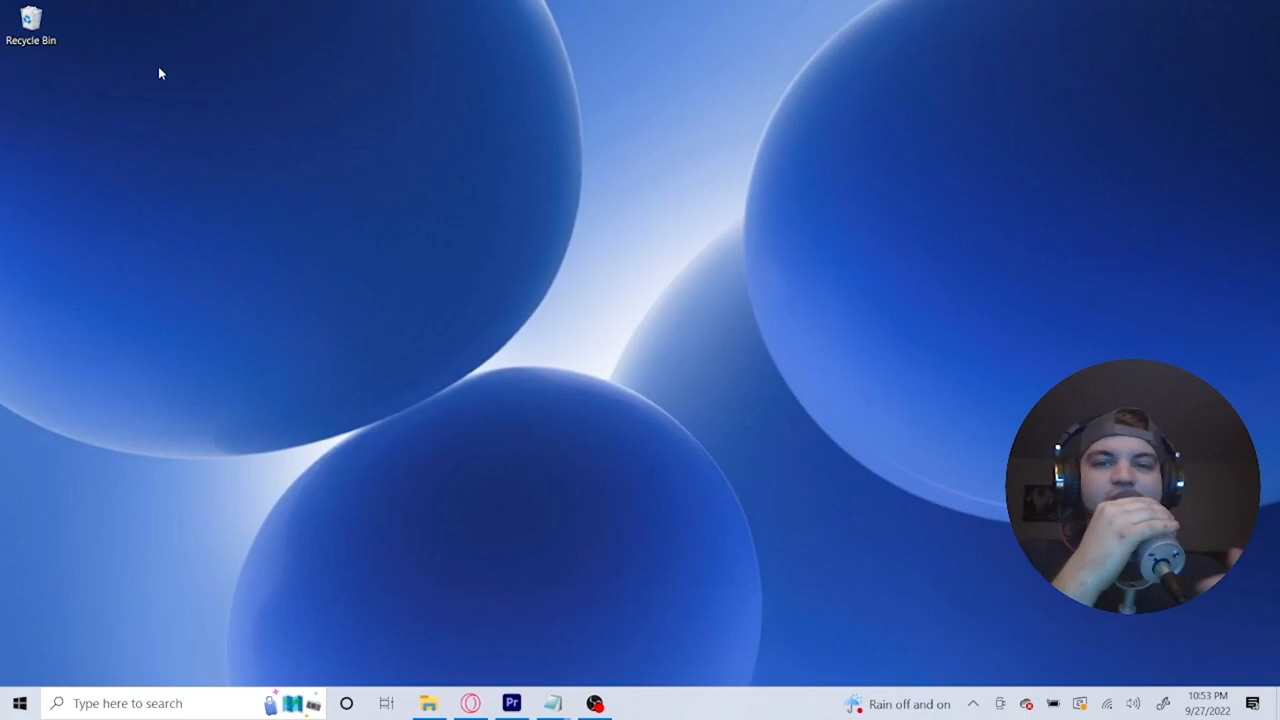 Recycle Bin
Type here to search
Pr
Rain off and on
10:53 PM
9/27/2022